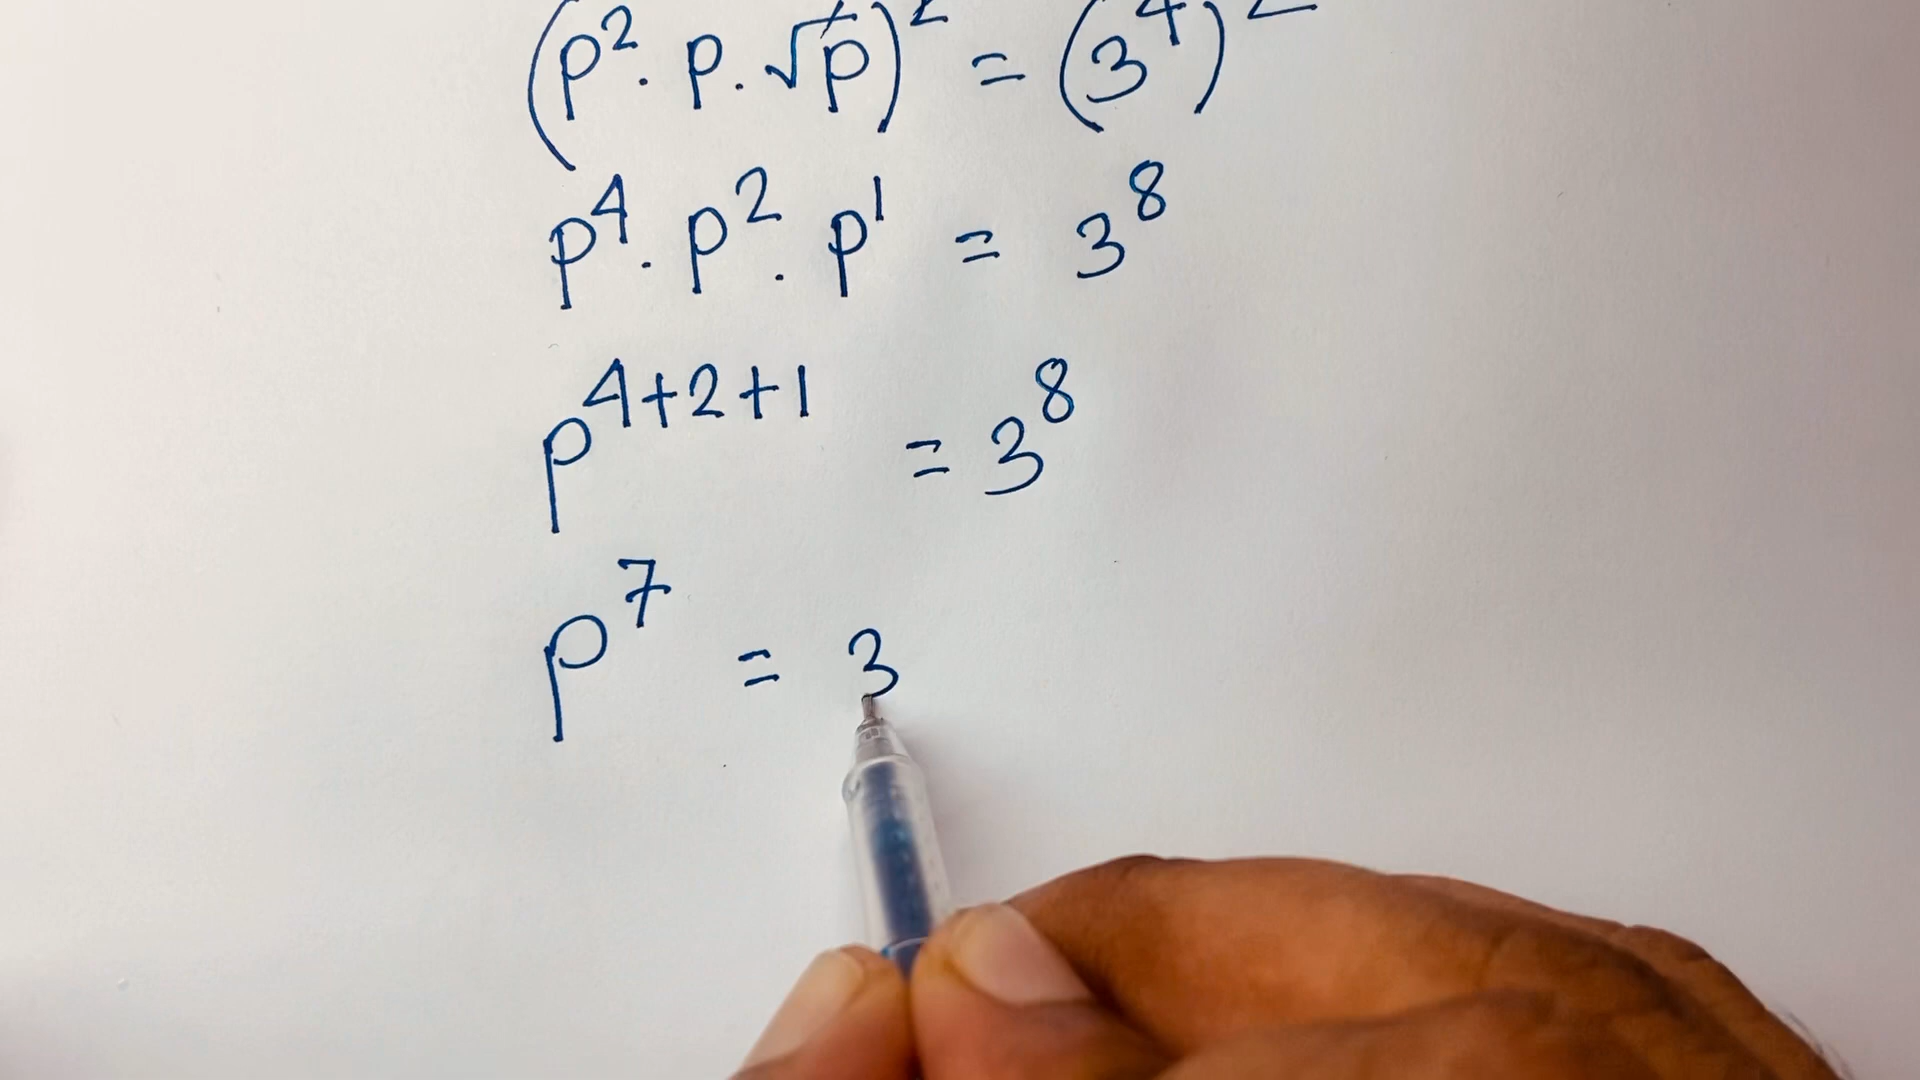 (p². p. √p)² = (3⁴)²
p⁴. p². p¹ = 3⁸
p⁴⁺²⁺¹ = 3⁸
p⁷ = 3